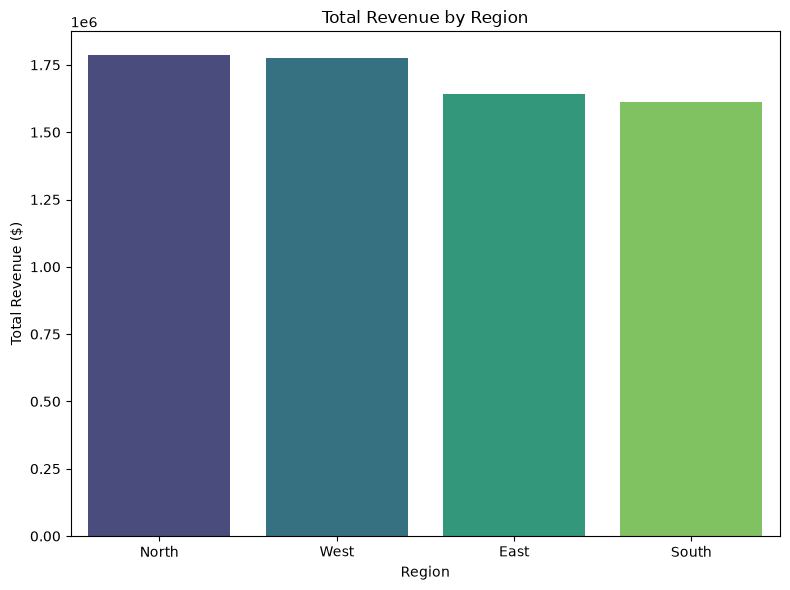 Total Revenue by Region
1e6
1.75
1.50
1.25
1.00
0.75
0.50
0.25
0.00
Total Revenue ($)
North West East South
Region